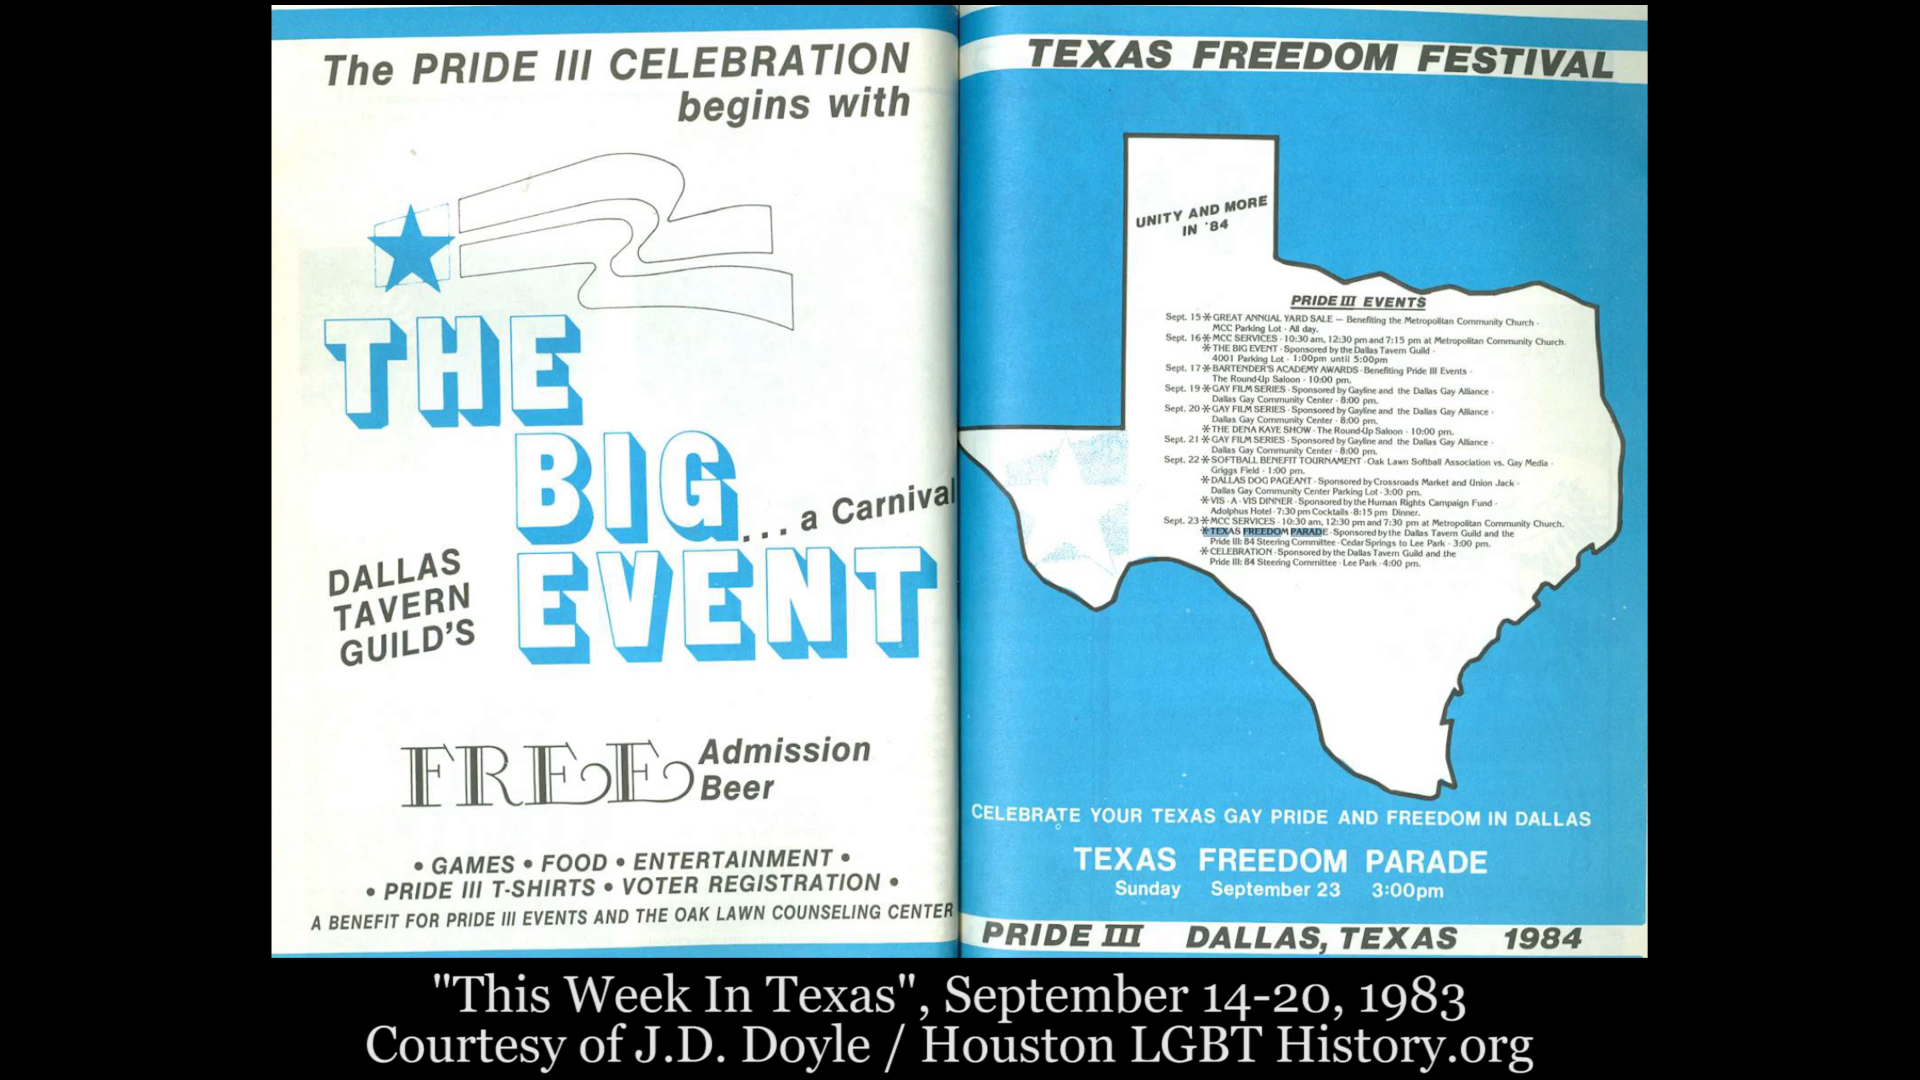 The PRIDE III CELEBRATION
begins with
THE
BIG
EVENT
... a Carnival
DALLAS
TAVERN
GUILD'S
FREE Admission
Beer
• GAMES • FOOD • ENTERTAINMENT •
• PRIDE III T-SHIRTS • VOTER REGISTRATION •
A BENEFIT FOR PRIDE III EVENTS AND THE OAK LAWN COUNSELING CENTER
TEXAS FREEDOM FESTIVAL
UNITY AND MORE
IN '84
PRIDE III EVENTS
Sept. 15 * GREAT ANNUAL YARD SALE — Benefiting the Metropolitan Community Church -
MCC Parking Lot - All day.
Sept. 16 * MCC SERVICES - 10:30 am, 12:30 pm and 7:15 pm at Metropolitan Community Church.
* THE BIG EVENT - Sponsored by the Dallas Tavern Guild -
4001 Parking Lot - 1:00pm until 5:00pm
Sept. 17 * BARTENDER'S ACADEMY AWARDS - Benefiting Pride III Events -
The Round-Up Saloon - 10:00 pm.
Sept. 19 * GAY FILM SERIES - Sponsored by Gayline and the Dallas Gay Alliance -
Dallas Gay Community Center - 8:00 pm.
Sept. 20 * GAY FILM SERIES - Sponsored by Gayline and the Dallas Gay Alliance -
Dallas Gay Community Center - 8:00 pm.
* THE DENA KAYE SHOW - The Round-Up Saloon - 10:00 pm.
Sept. 21 * GAY FILM SERIES - Sponsored by Gayline and the Dallas Gay Alliance -
Dallas Gay Community Center - 8:00 pm.
Sept. 22 * SOFTBALL BENEFIT TOURNAMENT - Oak Lawn Softball Association vs. Gay Media -
Griggs Field - 1:00 pm.
* DALLAS DOG PAGEANT - Sponsored by Crossroads Market and Union Jack -
Dallas Gay Community Center Parking Lot - 3:00 pm.
* VIS - A - VIS DINNER - Sponsored by the Human Rights Campaign Fund -
Adolphus Hotel - 7:30 pm Cocktails - 8:15 pm Dinner.
Sept. 23 * MCC SERVICES - 10:30 am, 12:30 pm and 7:30 pm at Metropolitan Community Church.
* TEXAS FREEDOM PARADE - Sponsored by the Dallas Tavern Guild and the
Pride III: 84 Steering Committee - Cedar Springs to Lee Park - 3:00 pm.
* CELEBRATION - Sponsored by the Dallas Tavern Guild and the
Pride III: 84 Steering Committee - Lee Park - 4:00 pm.
CELEBRATE YOUR TEXAS GAY PRIDE AND FREEDOM IN DALLAS
TEXAS FREEDOM PARADE
Sunday September 23 3:00pm
PRIDE III DALLAS, TEXAS 1984
"This Week In Texas", September 14-20, 1983
Courtesy of J.D. Doyle / Houston LGBT History.org